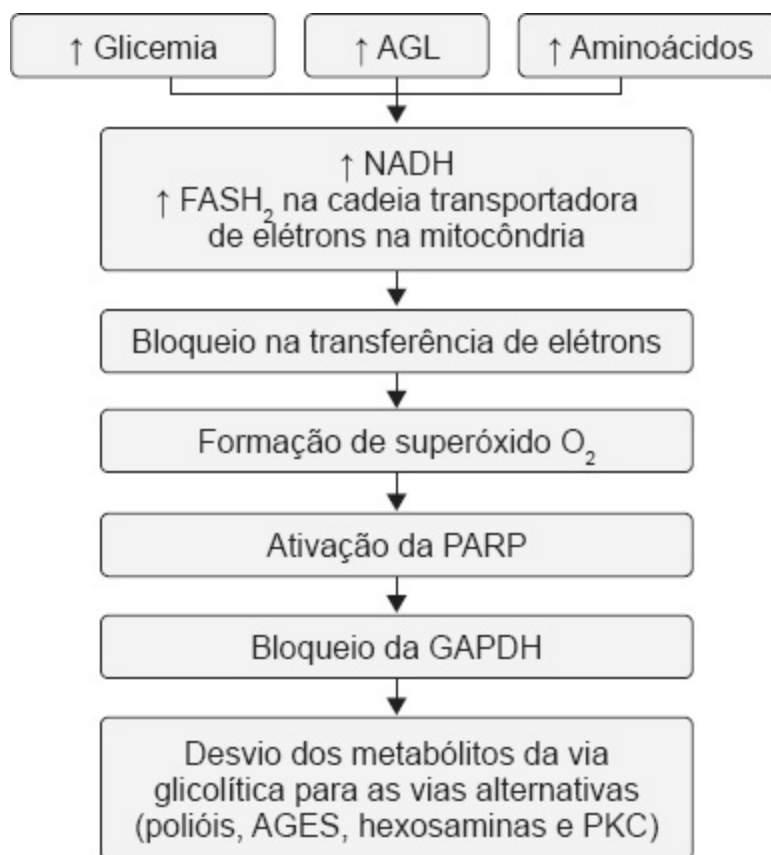 ↑ Glicemia
↑ AGL
↑ Aminoácidos
↑ NADH
↑ FASH₂ na cadeia transportadora
de elétrons na mitocôndria
Bloqueio na transferência de elétrons
Formação de superóxido O₂
Ativação da PARP
Bloqueio da GAPDH
Desvio dos metabólitos da via
glicolítica para as vias alternativas
(polióis, AGES, hexosaminas e PKC)